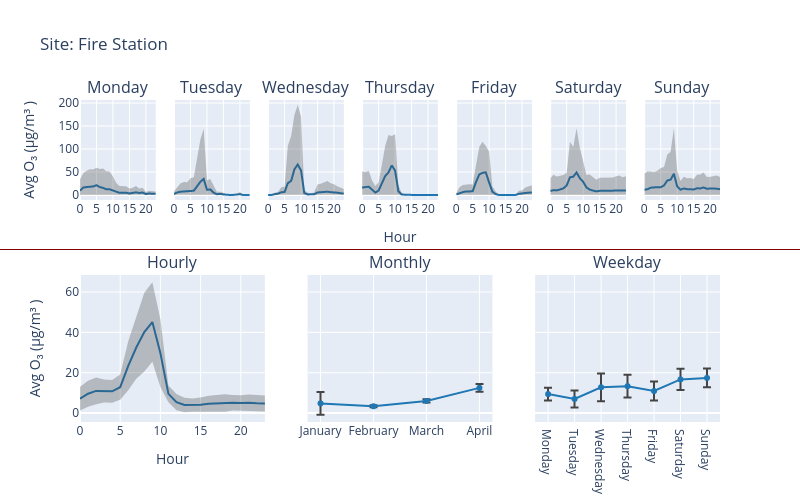 Site: Fire Station
Monday Tuesday Wednesday Thursday Friday Saturday Sunday
Avg O₃ (μg/m³ )
200
150
100
50
0
0 5 10 15 20 0 5 10 15 20 0 5 10 15 20 0 5 10 15 20 0 5 10 15 20 0 5 10 15 20 0 5 10 15 20
Hour
Hourly Monthly Weekday
Avg O₃ (μg/m³ )
60
40
20
0
0 5 10 15 20
Hour
January February March April
Monday
Tuesday
Wednesday
Thursday
Friday
Saturday
Sunday